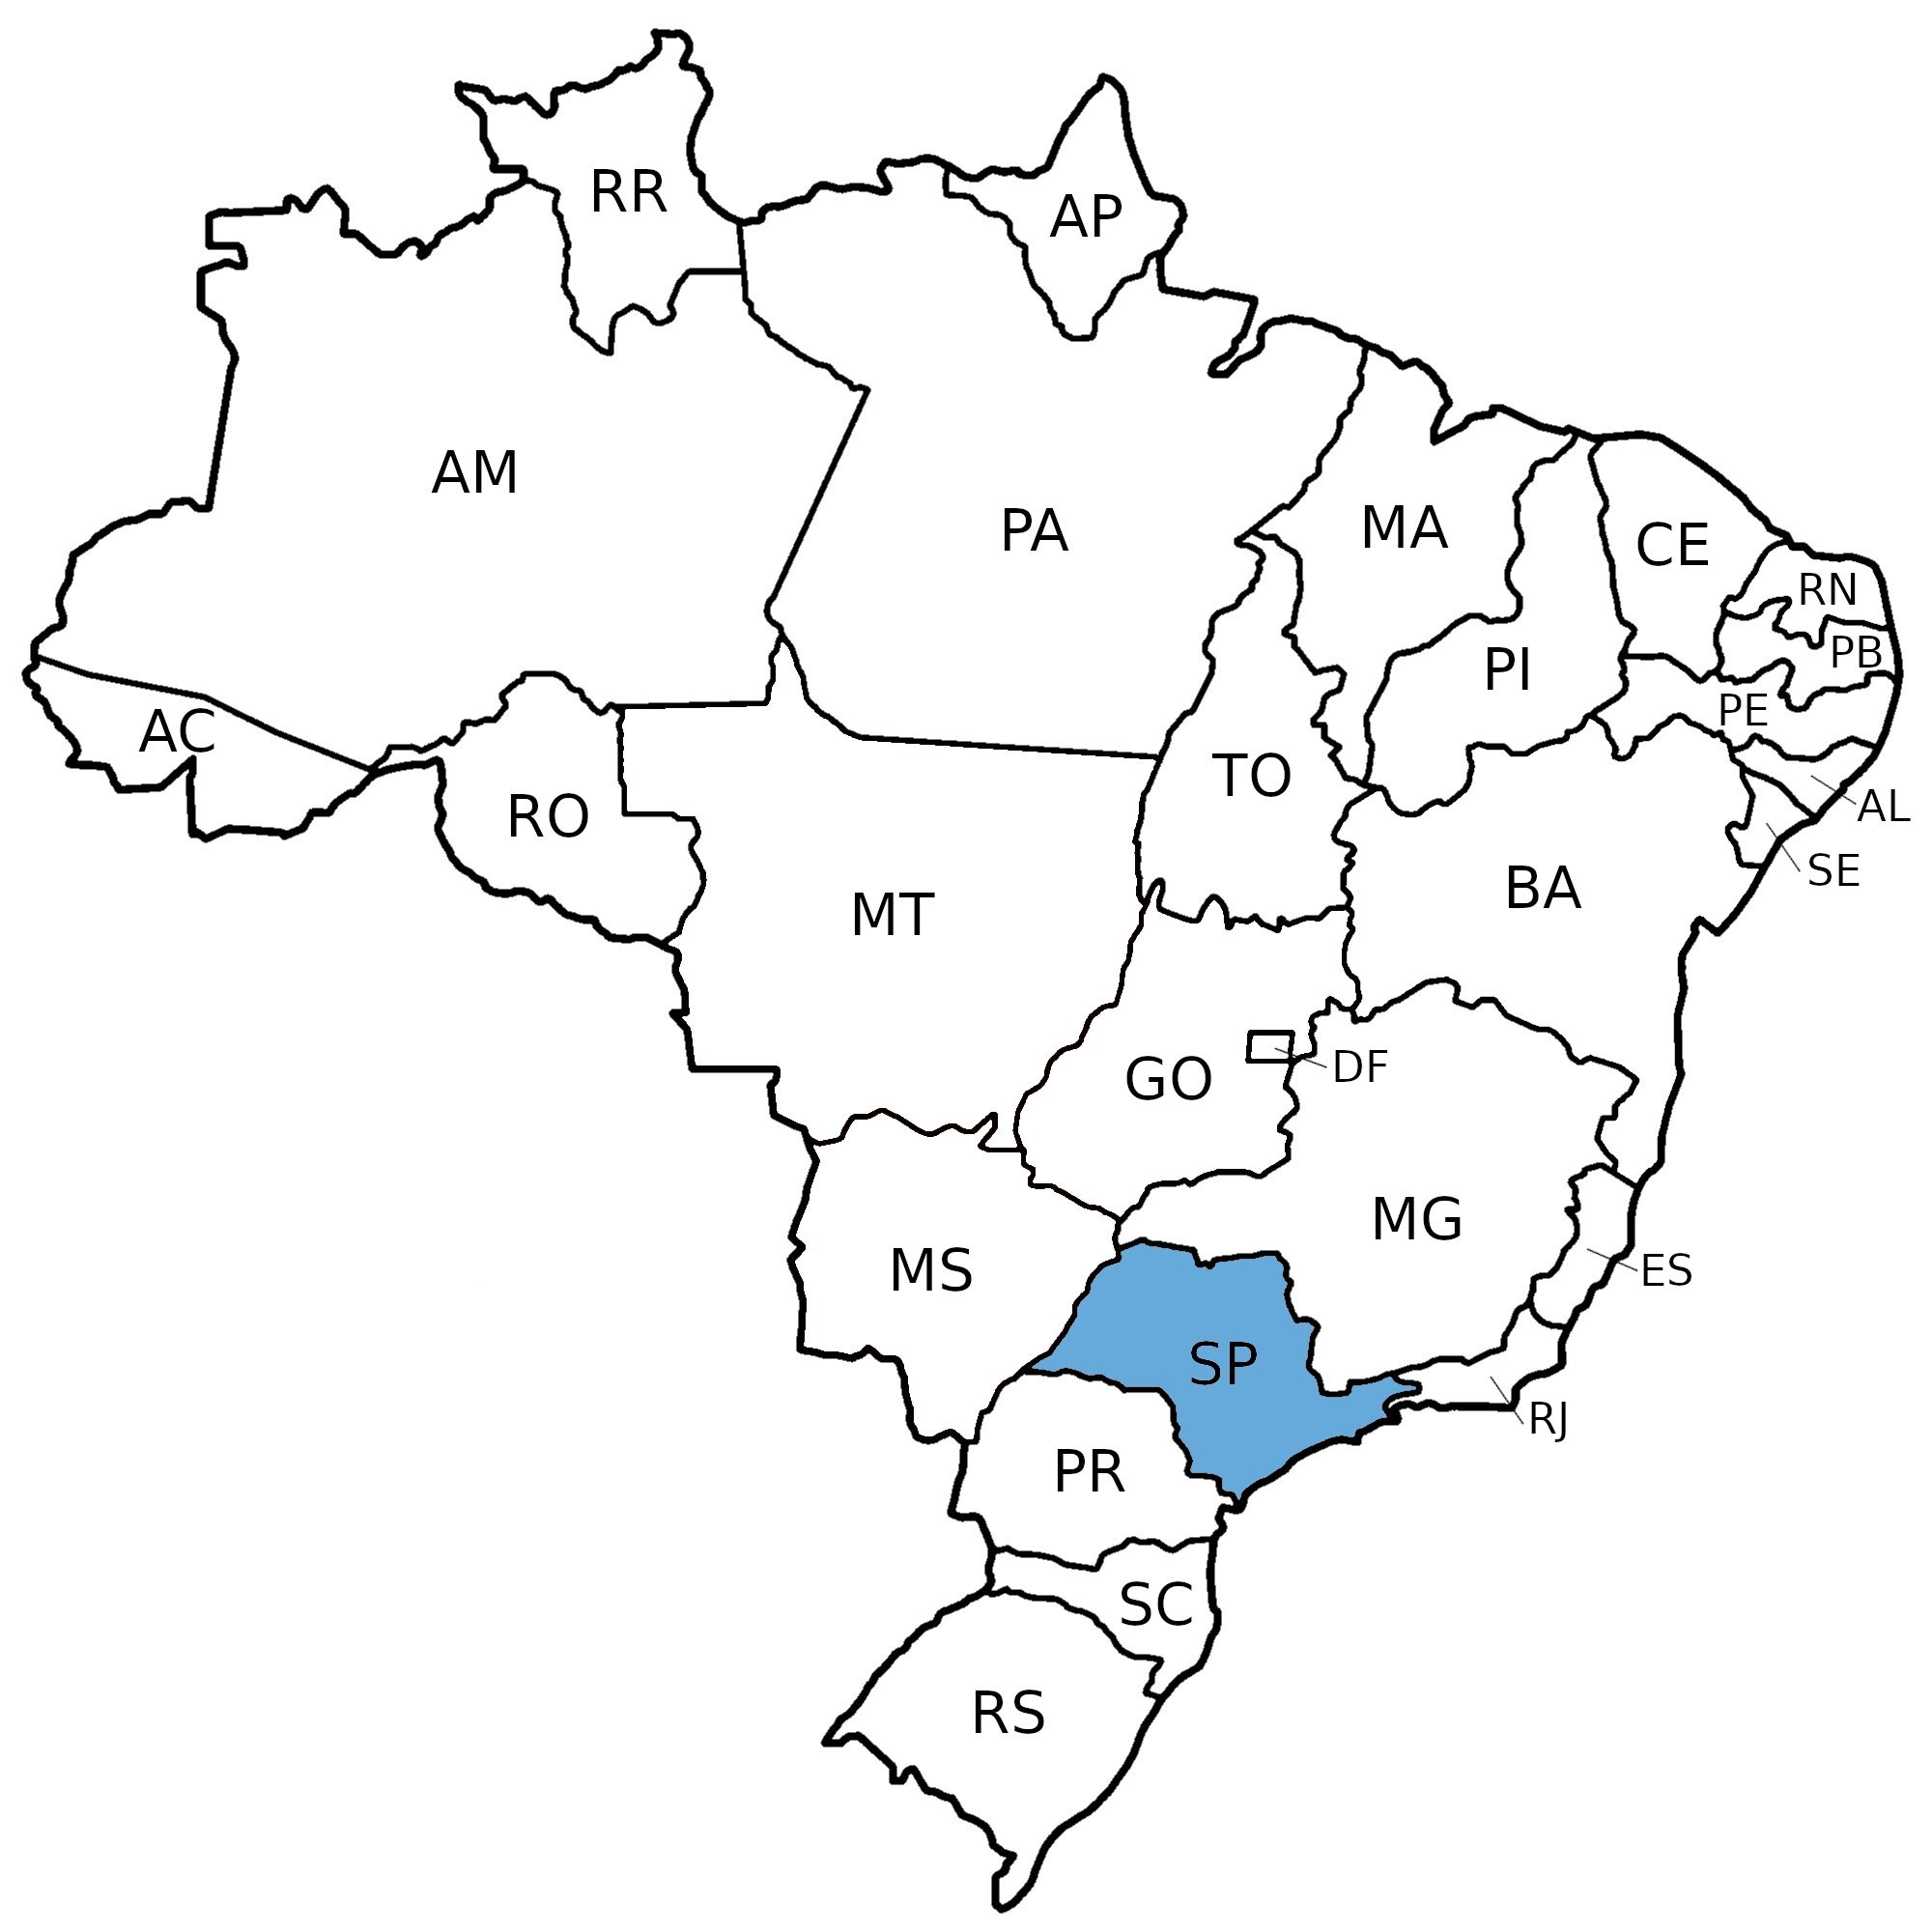 RR
AP
AM
PA
MA
CE
RN
PB
PI
PE
AC
TO
AL
RO
SE
BA
MT
DF
GO
MG
MS
ES
SP
RJ
PR
SC
RS